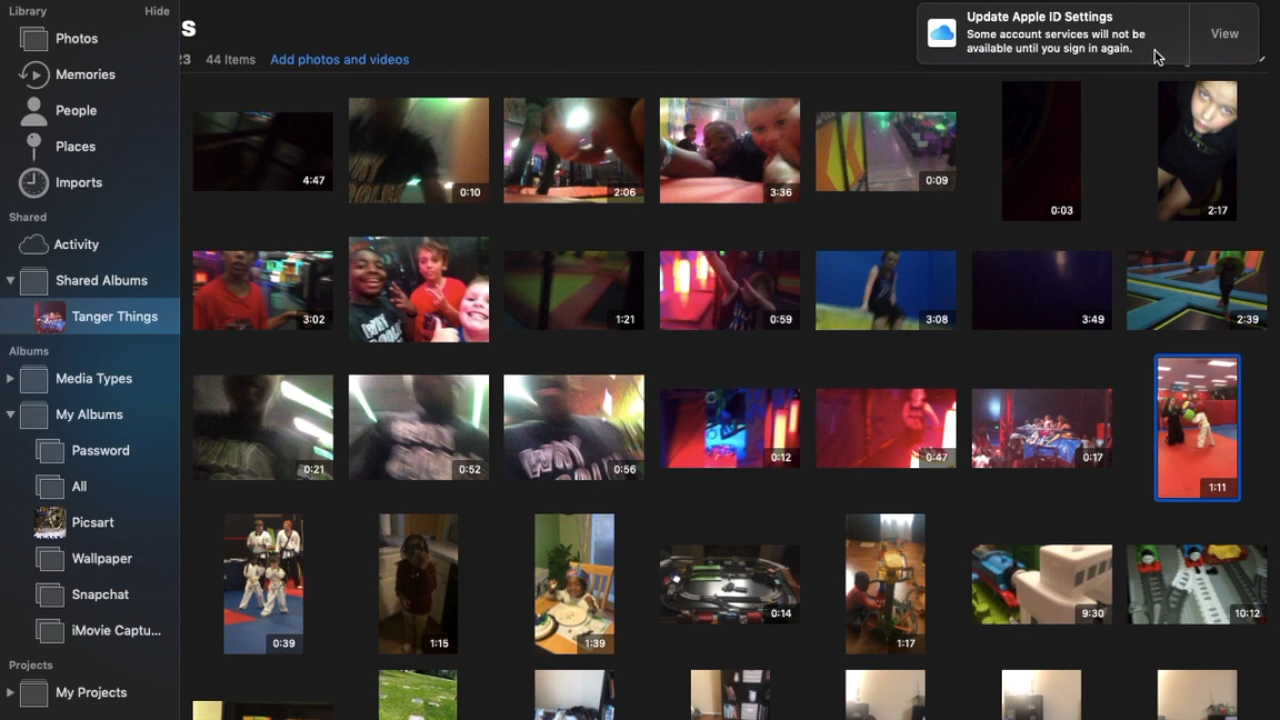 Library Hide
Photos
Memories
People
Places
Imports
Shared
Activity
Shared Albums
Tanger Things
Albums
Media Types
My Albums
Password
All
Picsart
Wallpaper
Snapchat
iMovie Captu...
Projects
My Projects
s
23 44 Items Add photos and videos
Update Apple ID Settings
Some account services will not be
available until you sign in again.
View
4:47 0:10 2:06 3:36 0:09 0:03 2:17
3:02 1:21 0:59 3:08 3:49 2:39
0:21 0:52 0:56 0:12 0:47 0:17 1:11
0:39 1:15 1:39 0:14 1:17 9:30 10:12